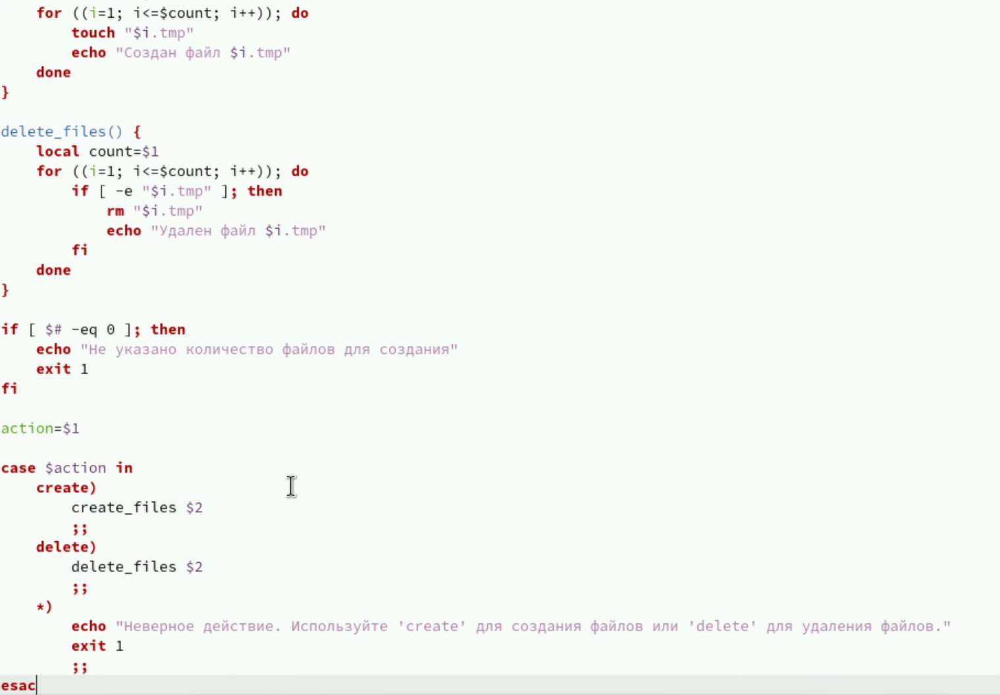 for ((i=1; i<=$count; i++)); do
        touch "$i.tmp"
        echo "Создан файл $i.tmp"
    done
}

delete_files() {
    local count=$1
    for ((i=1; i<=$count; i++)); do
        if [ -e "$i.tmp" ]; then
            rm "$i.tmp"
            echo "Удален файл $i.tmp"
        fi
    done
}

if [ $# -eq 0 ]; then
    echo "Не указано количество файлов для создания"
    exit 1
fi

action=$1

case $action in
    create)
        create_files $2
        ;;
    delete)
        delete_files $2
        ;;
    *)
        echo "Неверное действие. Используйте 'create' для создания файлов или 'delete' для удаления файлов."
        exit 1
        ;;
esac